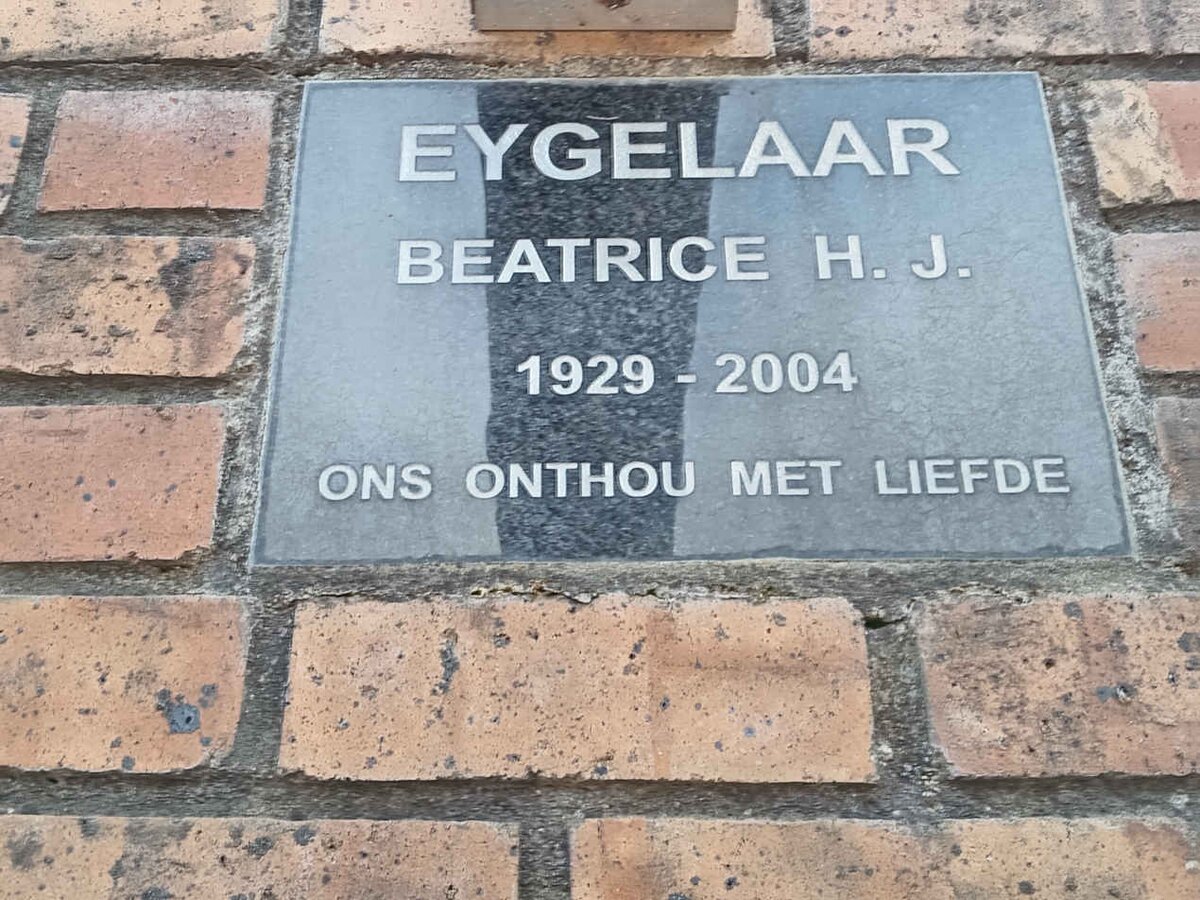 EYGELAAR
BEATRICE H. J.
1929 - 2004
ONS ONTHOU MET LIEFDE